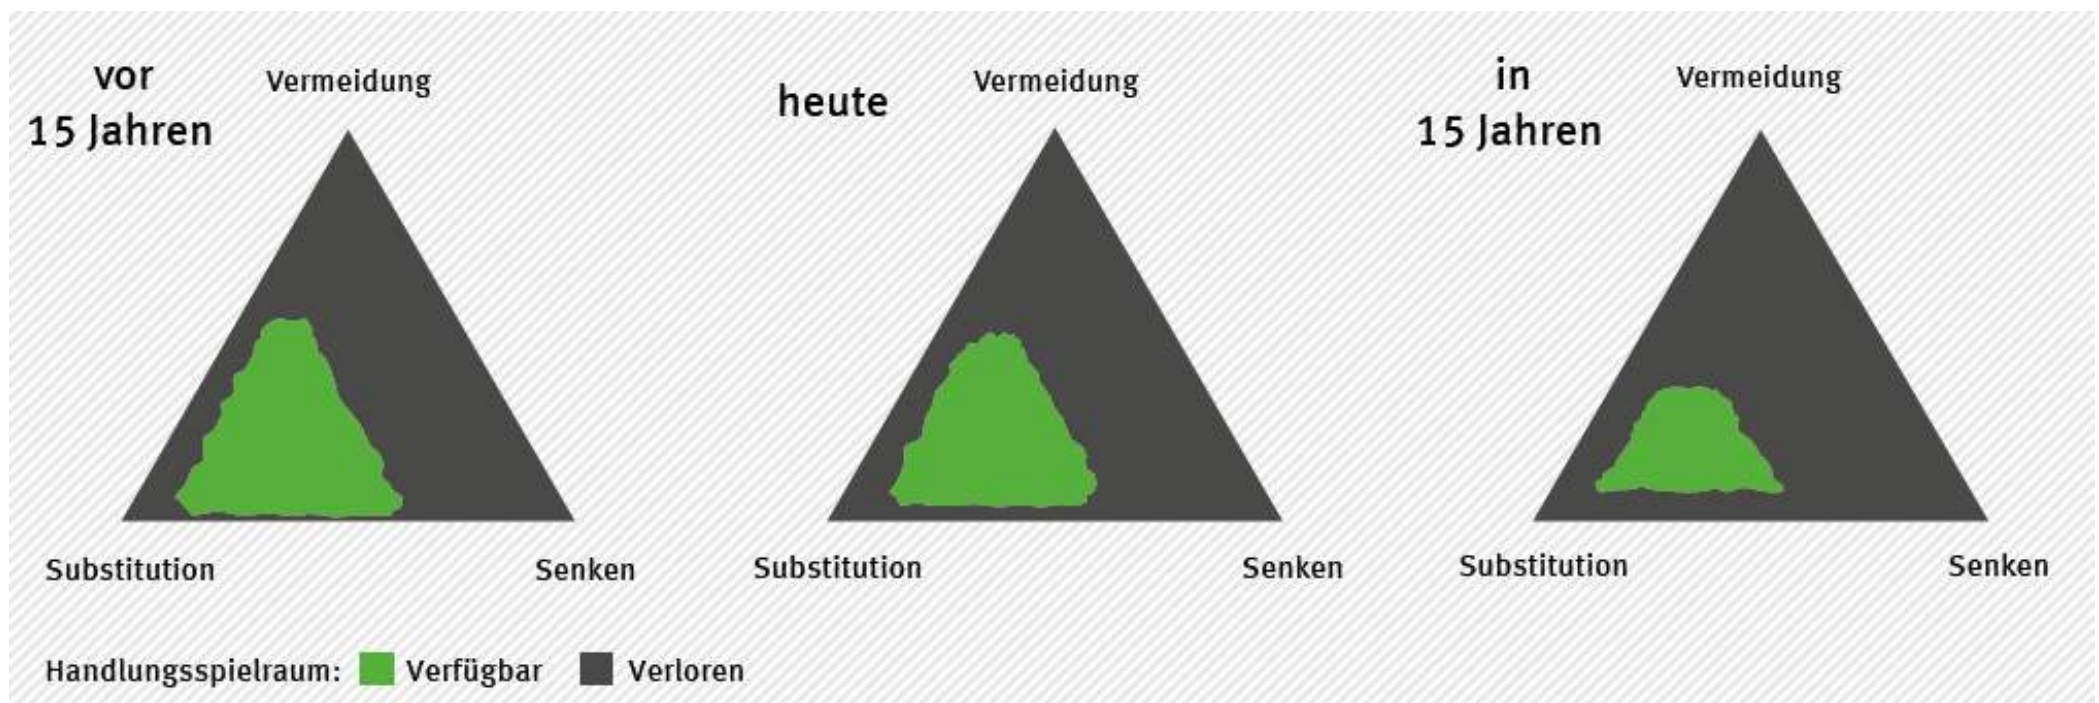 vor
15 Jahren
Vermeidung
Substitution
Senken
heute
Vermeidung
Substitution
Senken
in
15 Jahren
Vermeidung
Substitution
Senken
Handlungsspielraum: Verfügbar Verloren